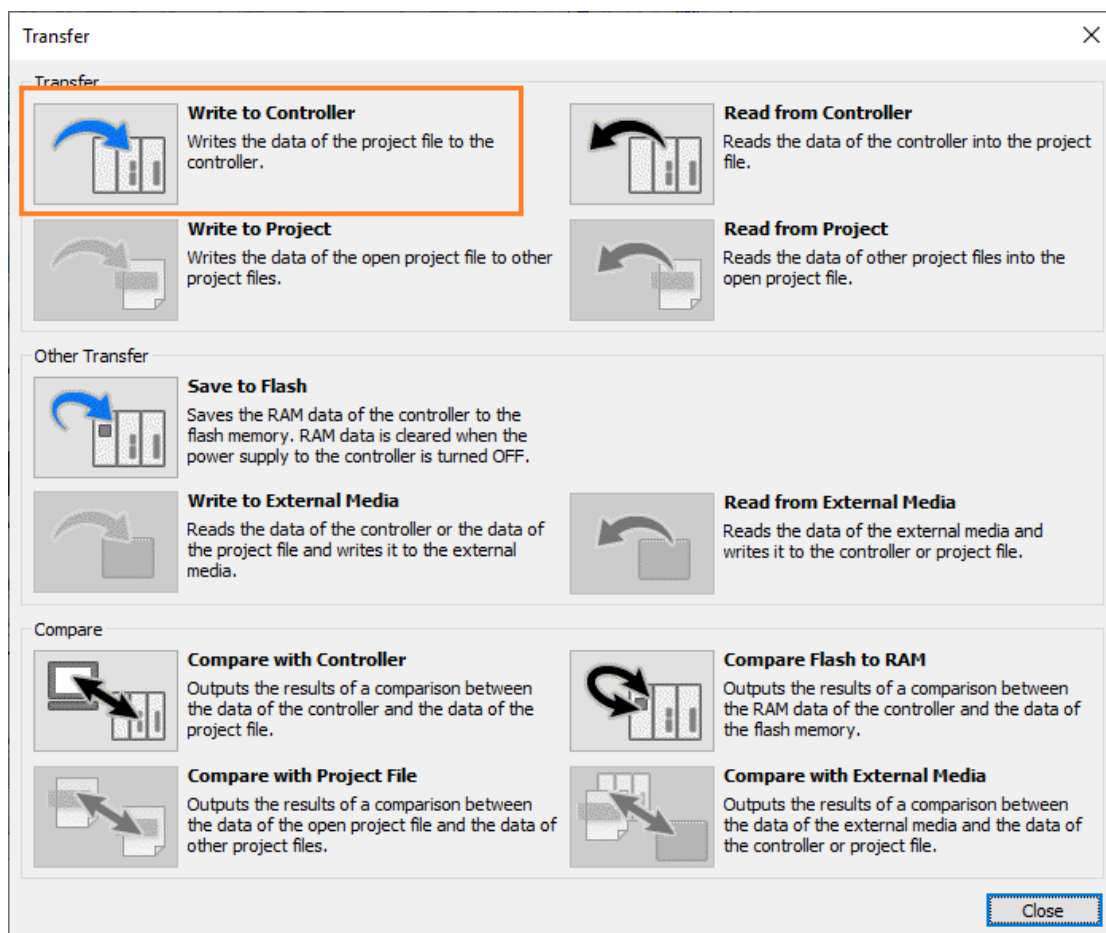 Transfer
Transfer
Write to Controller
Writes the data of the project file to the
controller.
Read from Controller
Reads the data of the controller into the project
file.
Write to Project
Writes the data of the open project file to other
project files.
Read from Project
Reads the data of other project files into the
open project file.
Other Transfer
Save to Flash
Saves the RAM data of the controller to the
flash memory. RAM data is cleared when the
power supply to the controller is turned OFF.
Write to External Media
Reads the data of the controller or the data of
the project file and writes it to the external
media.
Read from External Media
Reads the data of the external media and
writes it to the controller or project file.
Compare
Compare with Controller
Outputs the results of a comparison between
the data of the controller and the data of the
project file.
Compare Flash to RAM
Outputs the results of a comparison between
the RAM data of the controller and the data of
the flash memory.
Compare with Project File
Outputs the results of a comparison between
the data of the open project file and the data of
other project files.
Compare with External Media
Outputs the results of a comparison between
the data of the external media and the data of
the controller or project file.
Close